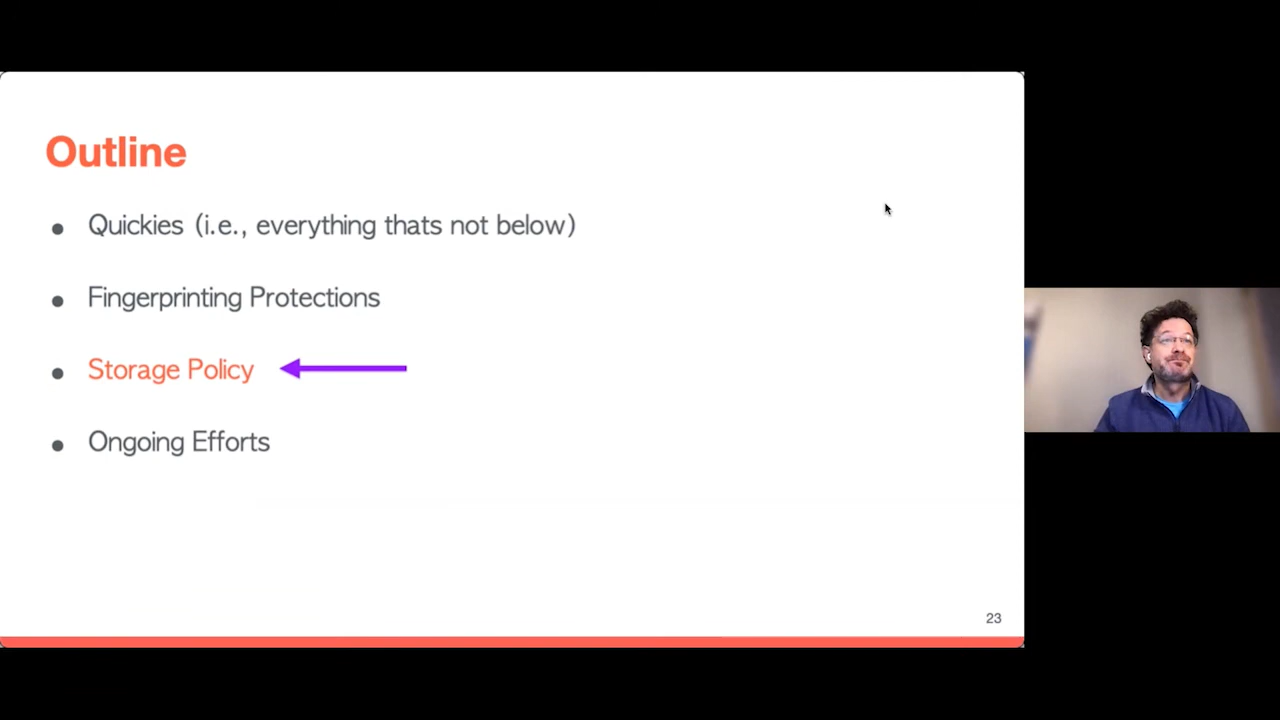 Outline
• Quickies (i.e., everything thats not below)
• Fingerprinting Protections
• Storage Policy
• Ongoing Efforts
23